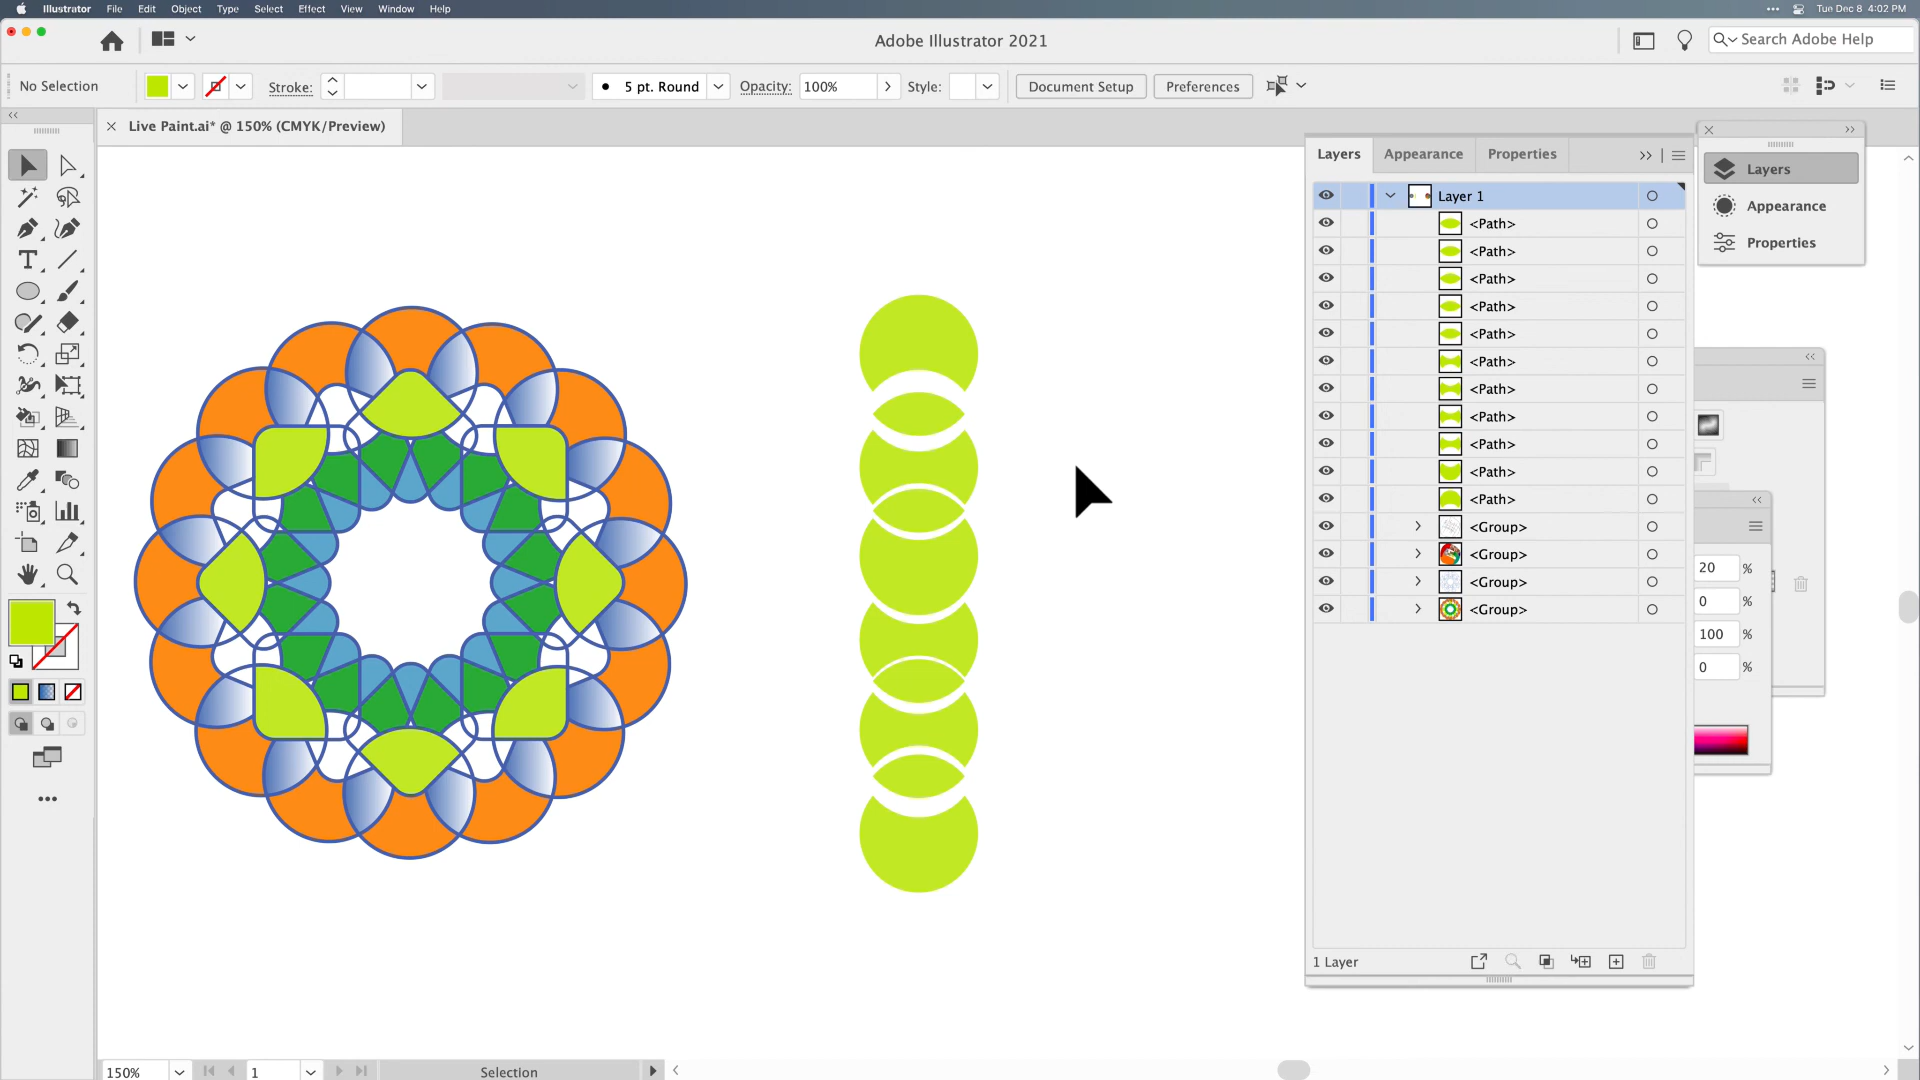 Illustrator File Edit Object Type Select Effect View Window Help
Tue Dec 8 4:02 PM
Adobe Illustrator 2021
Search Adobe Help
No Selection
Stroke:
5 pt. Round
Opacity: 100%
Style:
Document Setup
Preferences
Live Paint.ai* @ 150% (CMYK/Preview)
Layers Appearance Properties
Layers
Appearance
Properties
Layer 1
<Path>
<Path>
<Path>
<Path>
<Path>
<Path>
<Path>
<Path>
<Path>
<Path>
<Path>
<Group>
<Group>
<Group>
<Group>
20 %
0 %
100 %
0 %
1 Layer
150%
1
Selection